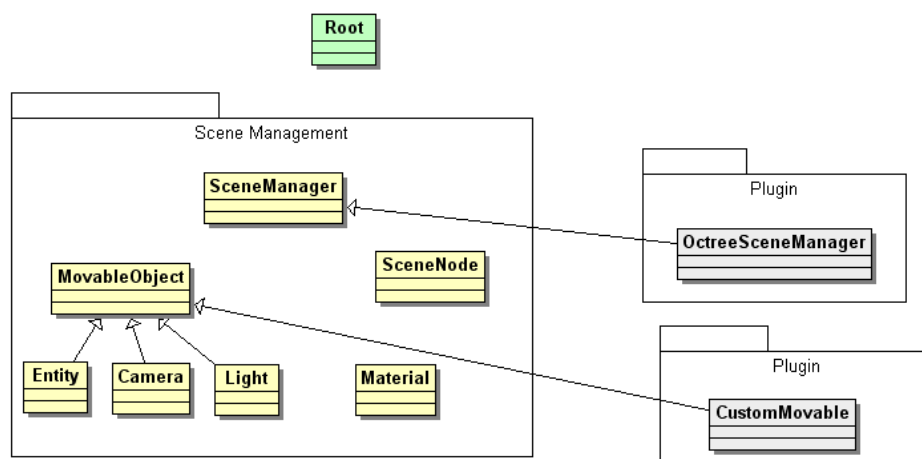 Root
Scene Management
SceneManager
Plugin
OctreeSceneManager
SceneNode
MovableObject
Plugin
Entity
Camera
Light
Material
CustomMovable